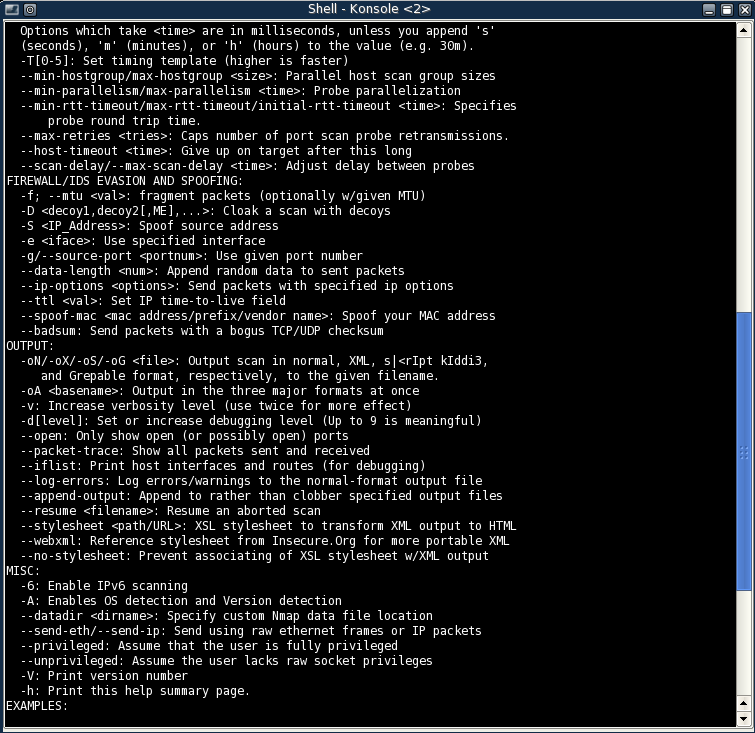 Shell - Konsole <2>
Options which take <time> are in milliseconds, unless you append 's'
(seconds), 'm' (minutes), or 'h' (hours) to the value (e.g. 30m).
-T[0-5]: Set timing template (higher is faster)
--min-hostgroup/max-hostgroup <size>: Parallel host scan group sizes
--min-parallelism/max-parallelism <time>: Probe parallelization
--min-rtt-timeout/max-rtt-timeout/initial-rtt-timeout <time>: Specifies
probe round trip time.
--max-retries <tries>: Caps number of port scan probe retransmissions.
--host-timeout <time>: Give up on target after this long
--scan-delay/--max-scan-delay <time>: Adjust delay between probes
FIREWALL/IDS EVASION AND SPOOFING:
-f; --mtu <val>: fragment packets (optionally w/given MTU)
-D <decoy1,decoy2[,ME],...>: Cloak a scan with decoys
-S <IP_Address>: Spoof source address
-e <iface>: Use specified interface
-g/--source-port <portnum>: Use given port number
--data-length <num>: Append random data to sent packets
--ip-options <options>: Send packets with specified ip options
--ttl <val>: Set IP time-to-live field
--spoof-mac <mac address/prefix/vendor name>: Spoof your MAC address
--badsum: Send packets with a bogus TCP/UDP checksum
OUTPUT:
-oN/-oX/-oS/-oG <file>: Output scan in normal, XML, s|<rIpt kIddi3,
and Grepable format, respectively, to the given filename.
-oA <basename>: Output in the three major formats at once
-v: Increase verbosity level (use twice for more effect)
-d[level]: Set or increase debugging level (Up to 9 is meaningful)
--open: Only show open (or possibly open) ports
--packet-trace: Show all packets sent and received
--iflist: Print host interfaces and routes (for debugging)
--log-errors: Log errors/warnings to the normal-format output file
--append-output: Append to rather than clobber specified output files
--resume <filename>: Resume an aborted scan
--stylesheet <path/URL>: XSL stylesheet to transform XML output to HTML
--webxml: Reference stylesheet from Insecure.Org for more portable XML
--no-stylesheet: Prevent associating of XSL stylesheet w/XML output
MISC:
-6: Enable IPv6 scanning
-A: Enables OS detection and Version detection
--datadir <dirname>: Specify custom Nmap data file location
--send-eth/--send-ip: Send using raw ethernet frames or IP packets
--privileged: Assume that the user is fully privileged
--unprivileged: Assume the user lacks raw socket privileges
-V: Print version number
-h: Print this help summary page.
EXAMPLES: